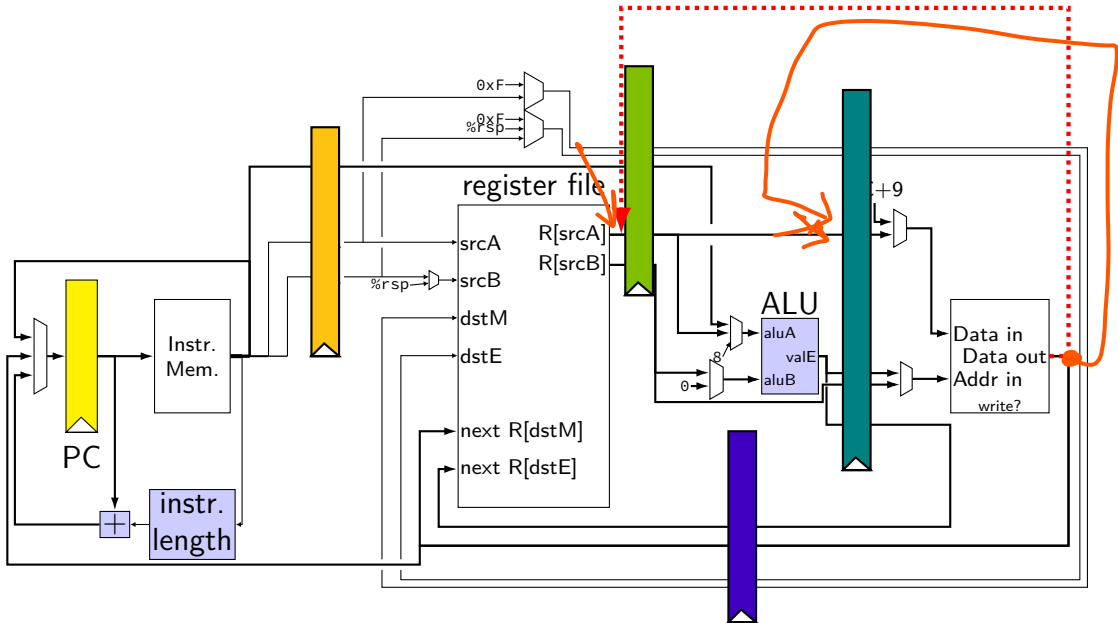 0xF
0xF
%rsp
register file
+9
R[srcA]
srcA
R[srcB]
srcB
%rsp
ALU
dstM
aluA
Instr.
Mem.
8
Data in
dstE
valE
Data out
0
aluB
Addr in
write?
next R[dstM]
PC
next R[dstE]
+
instr.
length